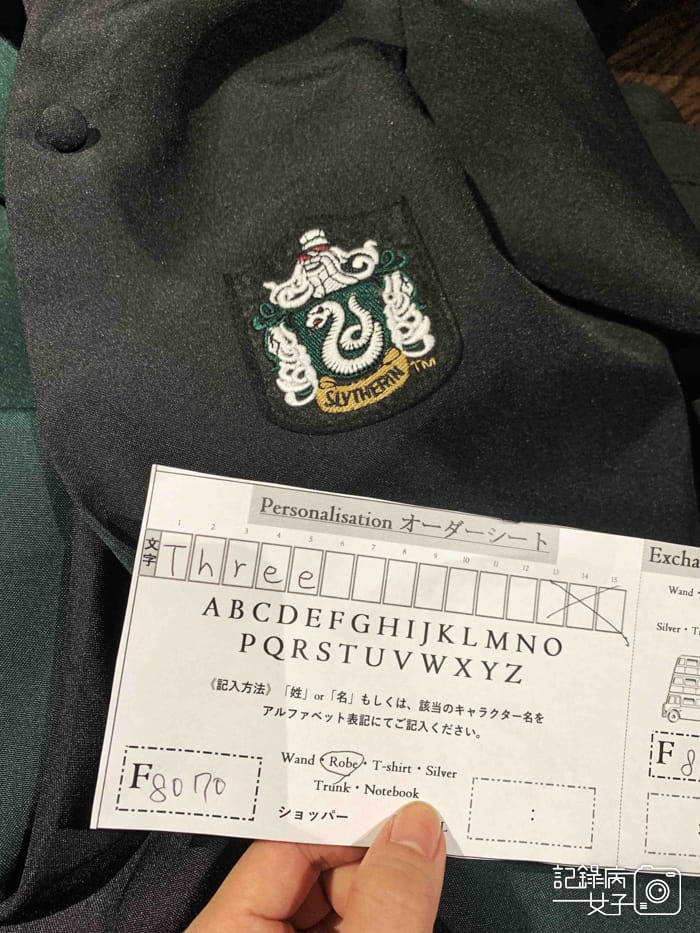 SLYTHERIN TM
Personalisation オーダーシート
1 2 3 4 5 6 7 8 9 10 11 12 13 14 15
文字 Three
ABCDEFGHIJKLMNO
PQRSTUVWXYZ
《記入方法》「姓」or「名」もしくは、該当のキャラクター名を
アルファベット表記にてご記入ください。
F8070
Wand・Robe・T-shirt・Silver
Trunk・Notebook
ショッパー
:
Excha
Wand・
Silver・T
F8
記錄病
女子